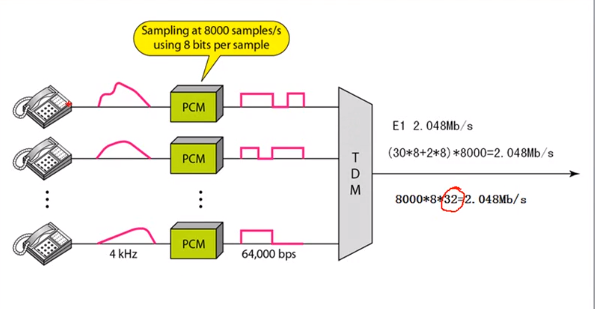 Sampling at 8000 samples/s
using 8 bits per sample
PCM
PCM
PCM
4 kHz
64,000 bps
T
D
M
E1 2.048Mb/s
(30*8+2*8)*8000=2.048Mb/s
8000*8*32=2.048Mb/s